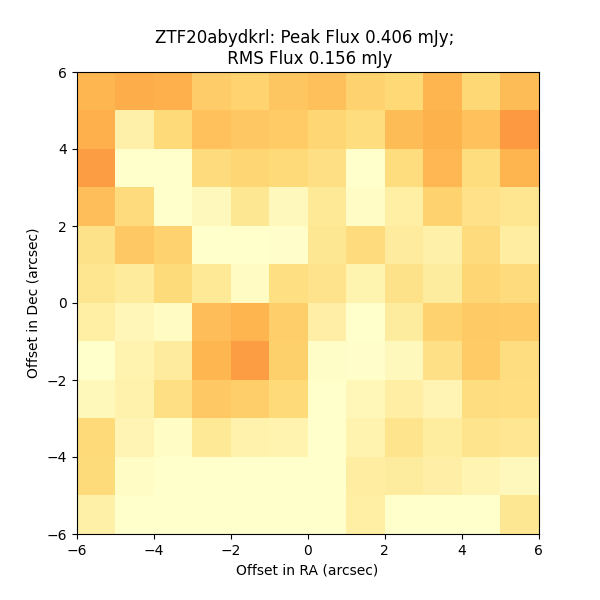 ZTF20abydkrl: Peak Flux 0.406 mJy;
RMS Flux 0.156 mJy
6
4
2
0
−2
−4
−6
Offset in Dec (arcsec)
−6 −4 −2 0 2 4 6
Offset in RA (arcsec)